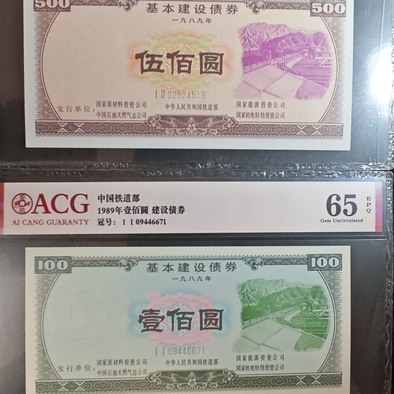 500 基本建设债券 500
一九八九年
伍佰圆
I II 02524519
发行单位:
国家原材料投资公司 国家能源投资公司
中国石油天然气总公司 中华人民共和国铁道部 国家机电轻纺投资公司
ACG
AI CANG GUARANTY
中国铁道部
1989年壹佰圆 建设债券
冠号: I I 09446671
65 EPQ
Gem Uncirculated
100 基本建设债券 100
一九八九年
壹佰圆
I I 09446671
发行单位:
国家原材料投资公司 国家能源投资公司
中国石油天然气总公司 中华人民共和国铁道部 国家机电轻纺投资公司